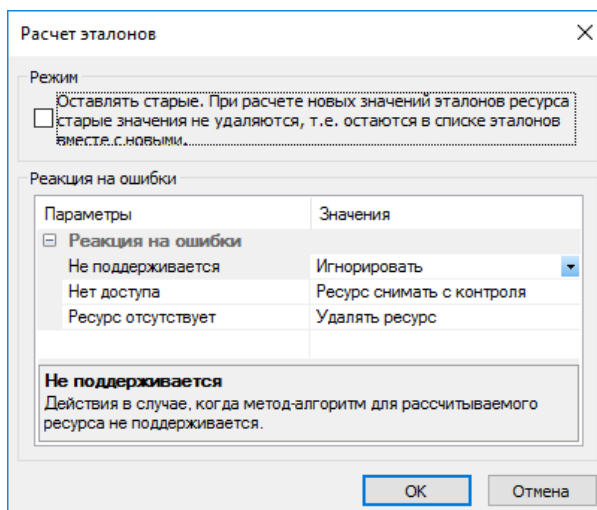 Расчет эталонов
Режим
Оставлять старые. При расчете новых значений эталонов ресурса
старые значения не удаляются, т.е. остаются в списке эталонов
вместе с новыми.
Реакция на ошибки
Параметры Значения
Реакция на ошибки
Не поддерживается Игнорировать
Нет доступа Ресурс снимать с контроля
Ресурс отсутствует Удалять ресурс
Не поддерживается
Действия в случае, когда метод-алгоритм для рассчитываемого
ресурса не поддерживается.
ОК Отмена